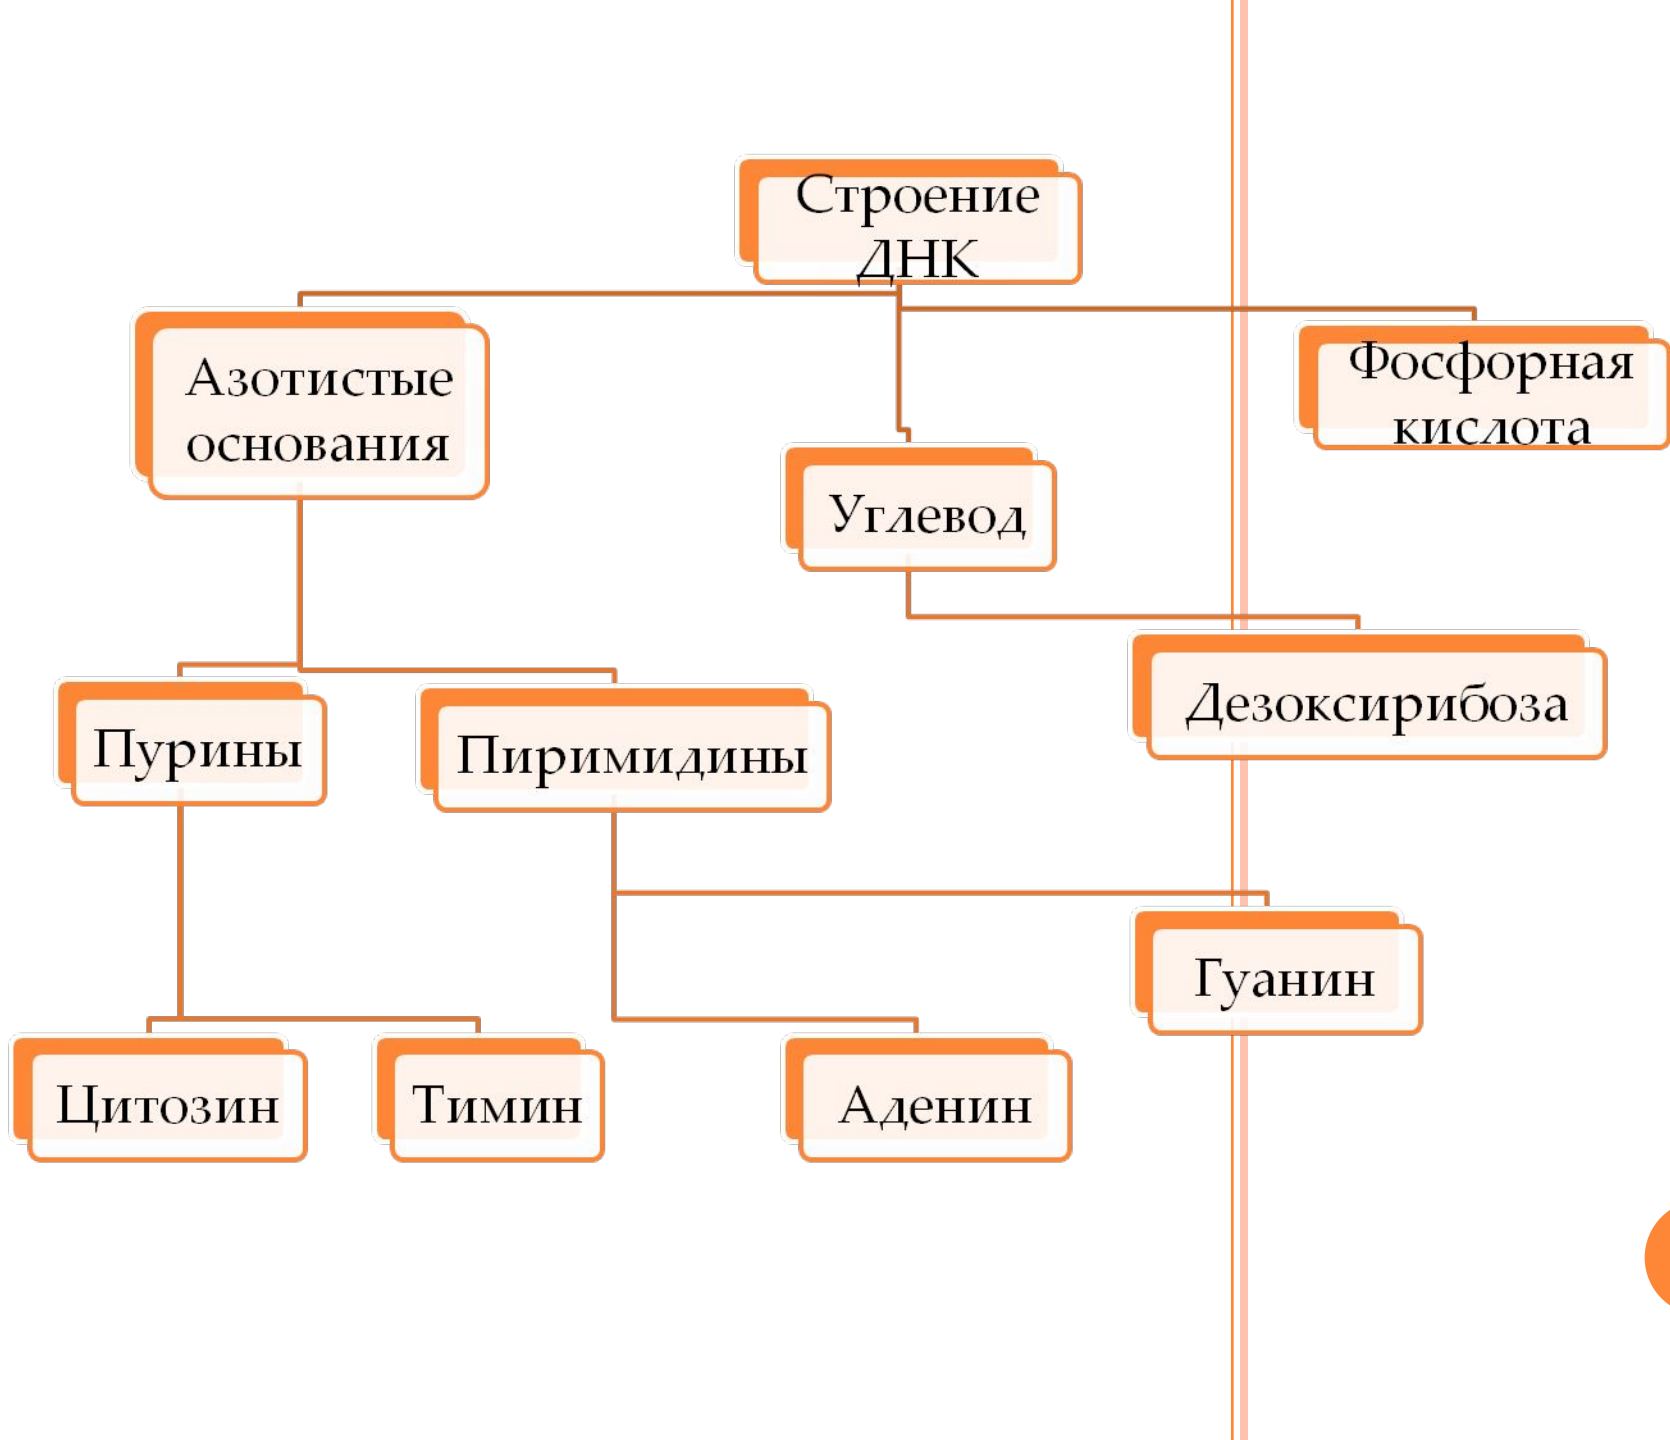 Строение
ДНК
Азотистые
основания
Фосфорная
кислота
Углевод
Дезоксирибоза
Пурины
Пиримидины
Гуанин
Цитозин
Тимин
Аденин